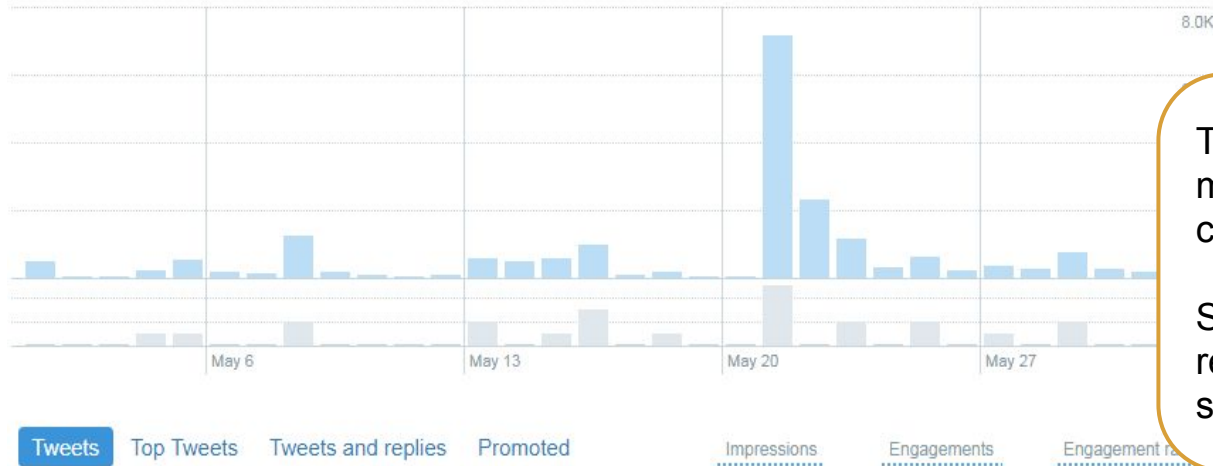 8.0K
May 6
May 13
May 20
May 27
Tweets
Top Tweets
Tweets and replies
Promoted
Impressions
Engagements